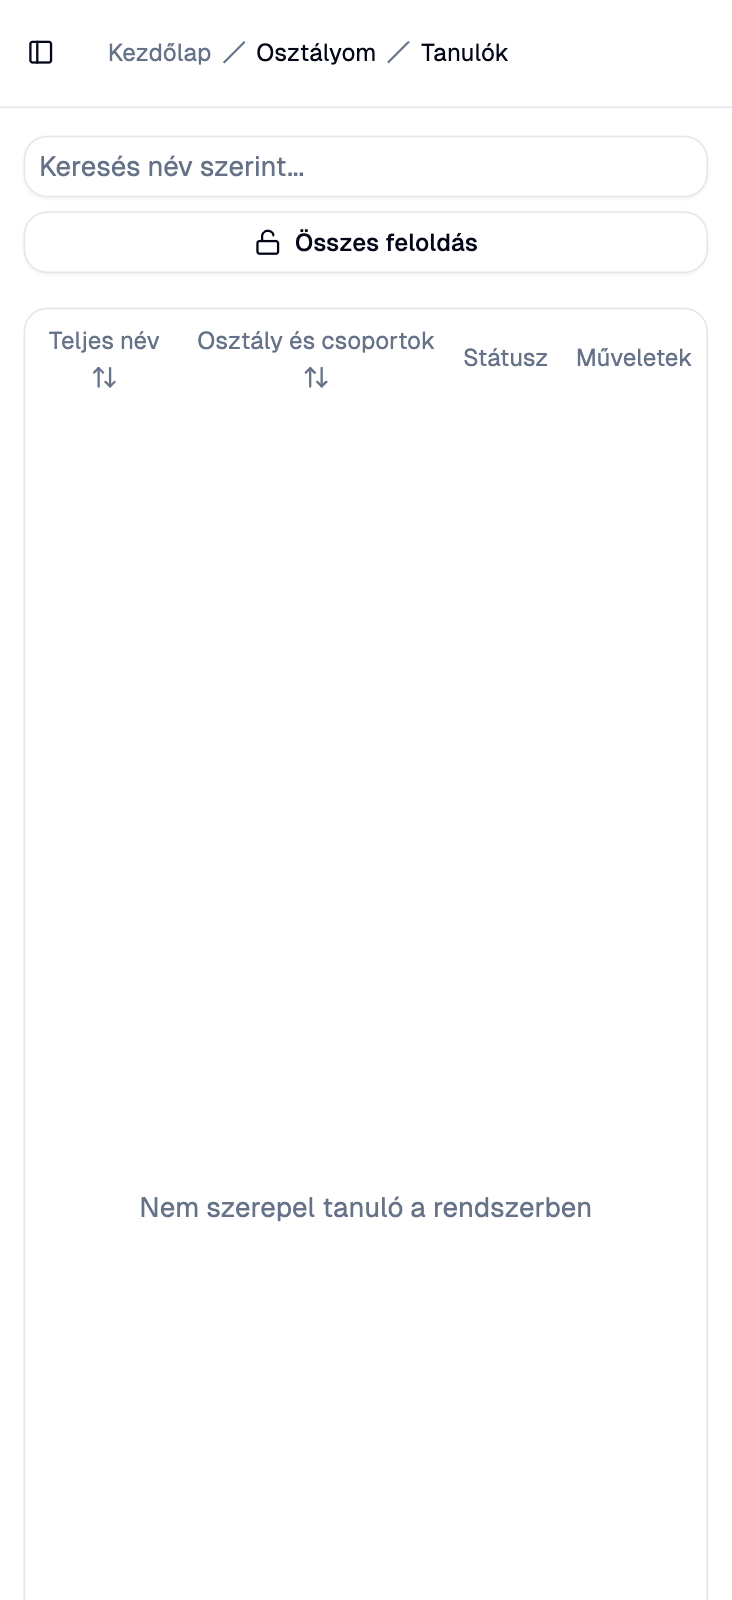 Kezdőlap / Osztályom / Tanulók
Keresés név szerint...
Összes feloldás
Teljes név Osztály és csoportok Státusz Műveletek
Nem szerepel tanuló a rendszerben